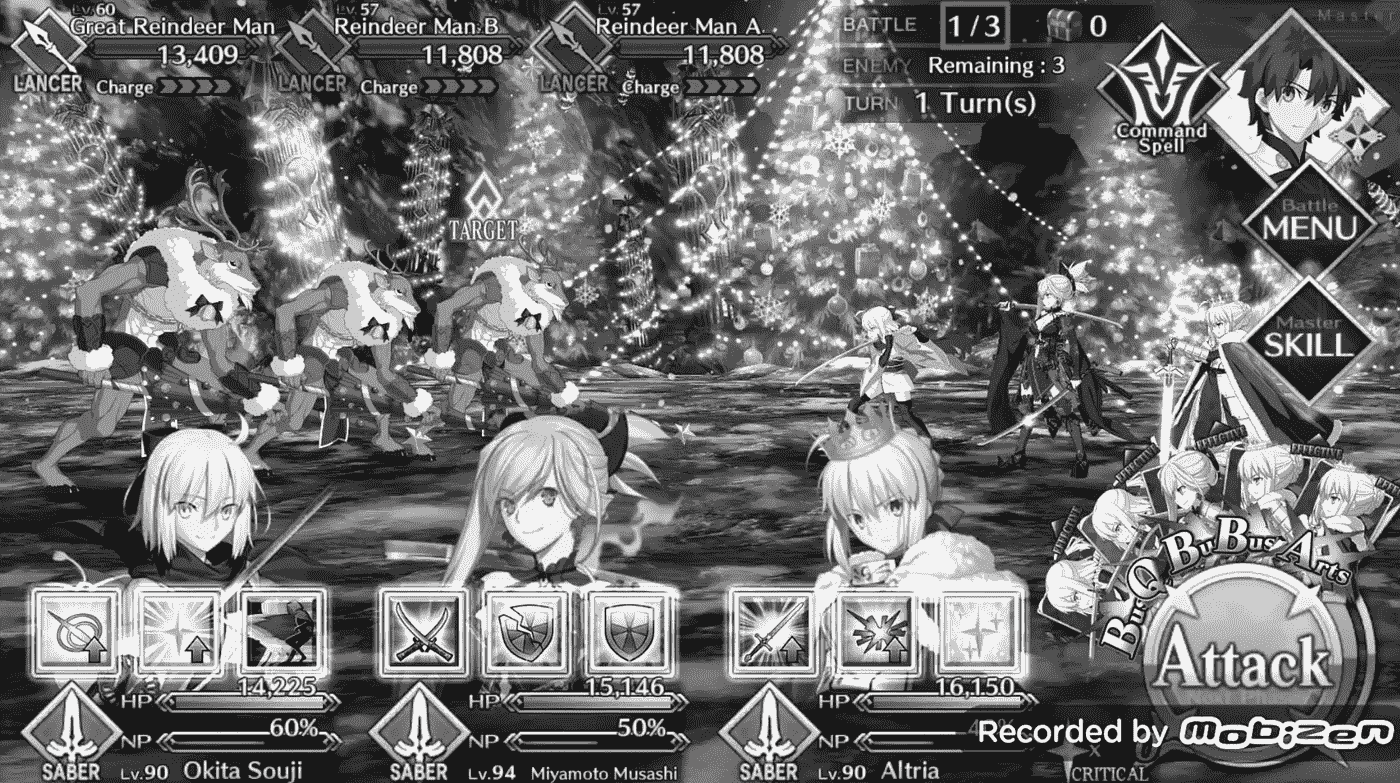 Lv.60
Great Reindeer Man
13,409
LANCER
Charge
Lv.57
Reindeer Man B
11,808
LANCER
Charge
Lv.57
Reindeer Man A
11,808
LANCER
Charge
BATTLE 1/3 0
ENEMY Remaining : 3
TURN 1 Turn(s)
Master
Command
Spell
Battle
MENU
Master
SKILL
TARGET
EFFECTIVE
EFFECTIVE
Attack
14,225
HP
60%
NP
SABER
Lv.90 Okita Souji
15,146
HP
50%
NP
SABER
Lv.94 Miyamoto Musashi
16,150
HP
NP
SABER
Lv.90 Altria
x
CRITICAL
Recorded by mobizen